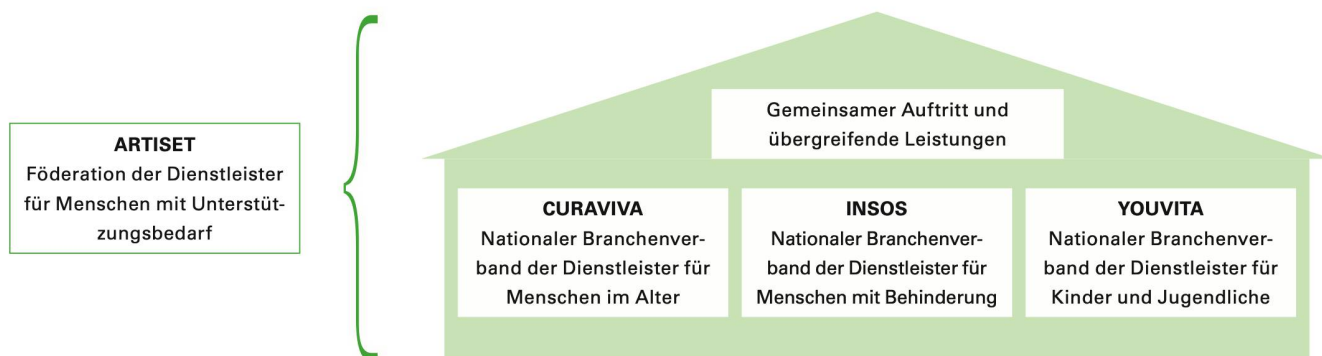 ARTISET
Föderation der Dienstleister
für Menschen mit Unterstüt-
zungsbedarf
Gemeinsamer Auftritt und
übergreifende Leistungen
CURAVIVA
Nationaler Branchenver-
band der Dienstleister für
Menschen im Alter
INSOS
Nationaler Branchenver-
band der Dienstleister für
Menschen mit Behinderung
YOUVITA
Nationaler Branchenver-
band der Dienstleister für
Kinder und Jugendliche